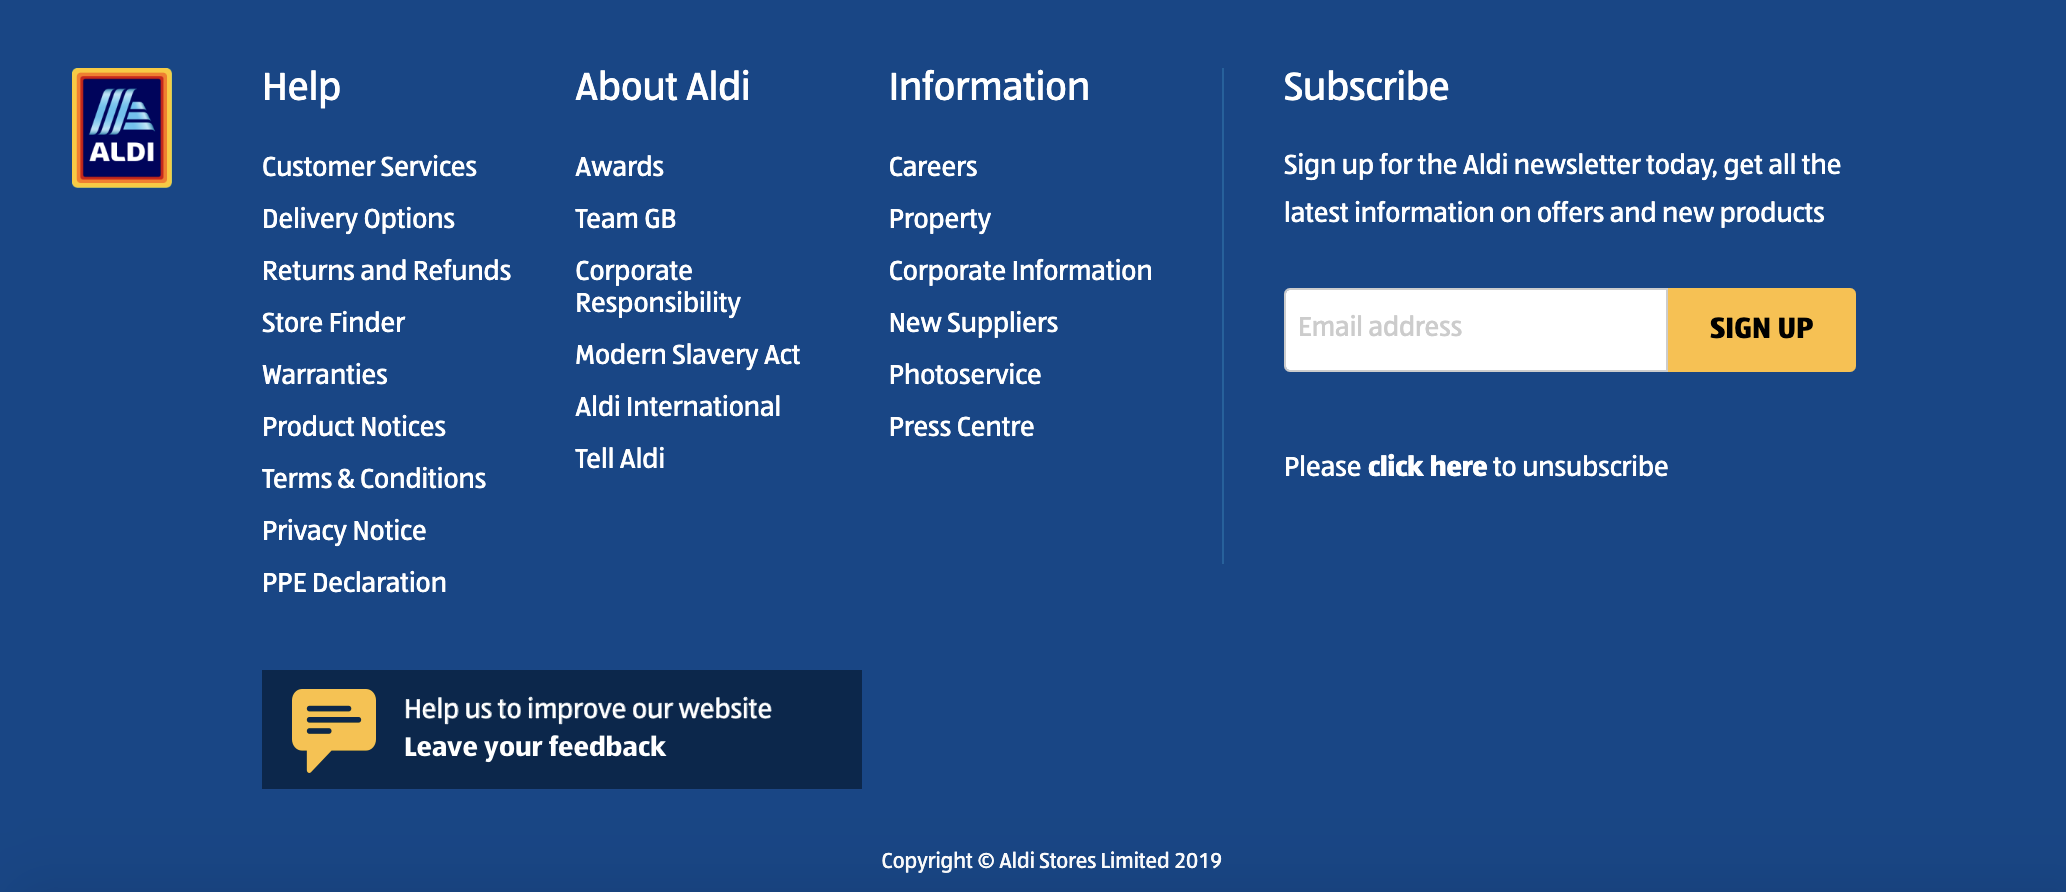 ALDI
Help
Customer Services
Delivery Options
Returns and Refunds
Store Finder
Warranties
Product Notices
Terms & Conditions
Privacy Notice
PPE Declaration
About Aldi
Awards
Team GB
Corporate
Responsibility
Modern Slavery Act
Aldi International
Tell Aldi
Information
Careers
Property
Corporate Information
New Suppliers
Photoservice
Press Centre
Subscribe
Sign up for the Aldi newsletter today, get all the
latest information on offers and new products
Email address
SIGN UP
Please click here to unsubscribe
Help us to improve our website
Leave your feedback
Copyright © Aldi Stores Limited 2019